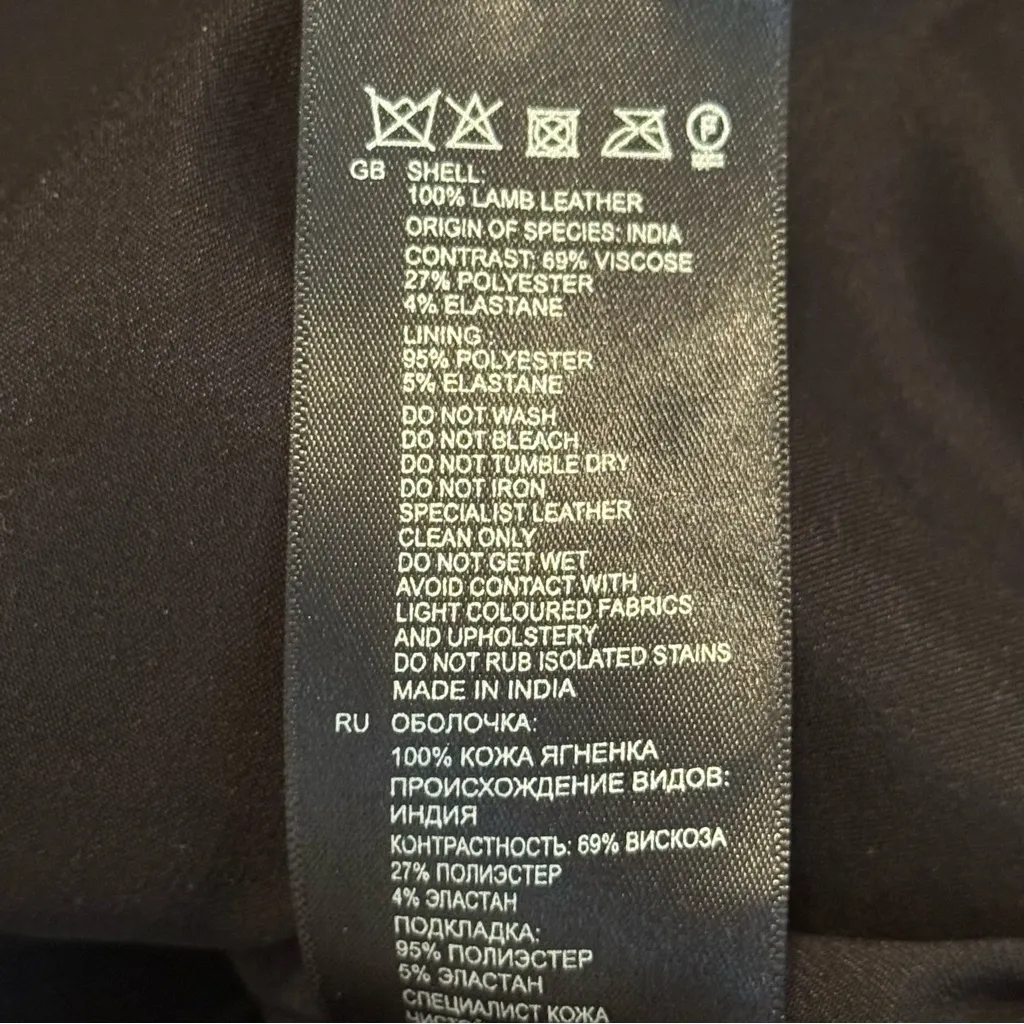 P
GB SHELL:
100% LAMB LEATHER
ORIGIN OF SPECIES: INDIA
CONTRAST: 69% VISCOSE
27% POLYESTER
4% ELASTANE
LINING :
95% POLYESTER
5% ELASTANE
DO NOT WASH
DO NOT BLEACH
DO NOT TUMBLE DRY
DO NOT IRON
SPECIALIST LEATHER
CLEAN ONLY
DO NOT GET WET
AVOID CONTACT WITH
LIGHT COLOURED FABRICS
AND UPHOLSTERY
DO NOT RUB ISOLATED STAINS
MADE IN INDIA
RU ОБОЛОЧКА:
100% КОЖА ЯГНЕНКА
ПРОИСХОЖДЕНИЕ ВИДОВ:
ИНДИЯ
КОНТРАСТНОСТЬ: 69% ВИСКОЗА
27% ПОЛИЭСТЕР
4% ЭЛАСТАН
ПОДКЛАДКА:
95% ПОЛИЭСТЕР
5% ЭЛАСТАН
СПЕЦИАЛИСТ КОЖА